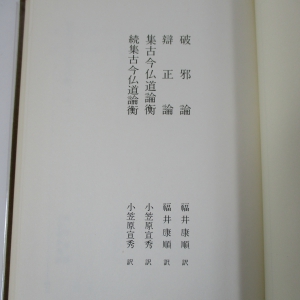 破邪論　福井康順 訳
辯正論　福井康順 訳
集古今仏道論衡　小笠原宣秀 訳
続集古今仏道論衡　小笠原宣秀 訳